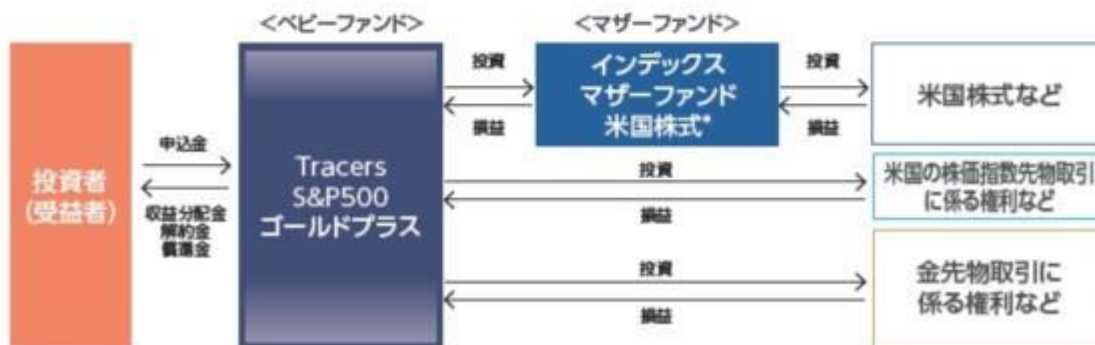 <ベビーファンド>
<マザーファンド>
投資者
(受益者)
申込金
収益分配金
解約金
償還金
Tracers
S&P500
ゴールドプラス
投資
損益
インデックス
マザーファンド
米国株式*
投資
損益
米国株式など
投資
損益
米国の株価指数先物取引
に係る権利など
投資
損益
金先物取引に
係る権利など